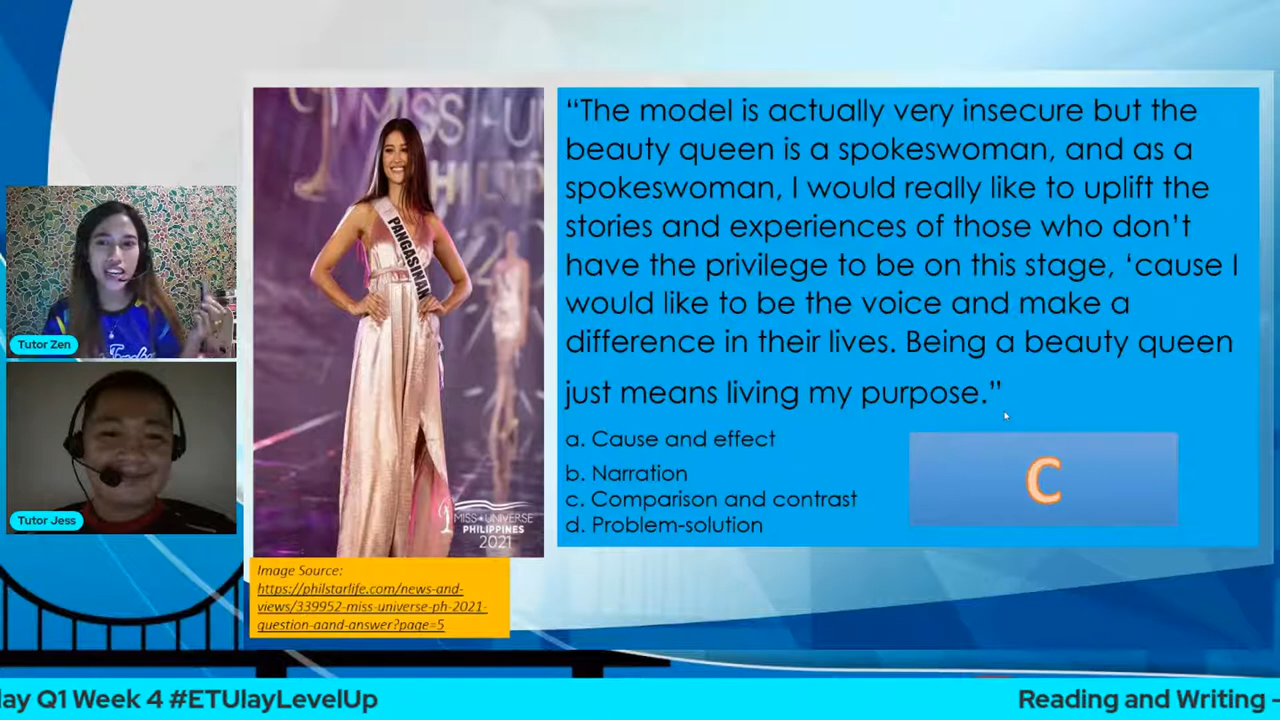 MISS UNI
PHILIP
PANGASINAN
MISS UNIVERSE
PHILIPPINES
2021
Image Source:
https://philstarlife.com/news-and-
views/339952-miss-universe-ph-2021-
question-aand-answer?page=5
“The model is actually very insecure but the
beauty queen is a spokeswoman, and as a
spokeswoman, I would really like to uplift the
stories and experiences of those who don’t
have the privilege to be on this stage, ‘cause I
would like to be the voice and make a
difference in their lives. Being a beauty queen
just means living my purpose.”
a. Cause and effect
b. Narration
c. Comparison and contrast
d. Problem-solution
C
Tutor Zen
Tutor Jess
lay Q1 Week 4 #ETUlayLevelUp
Reading and Writing -